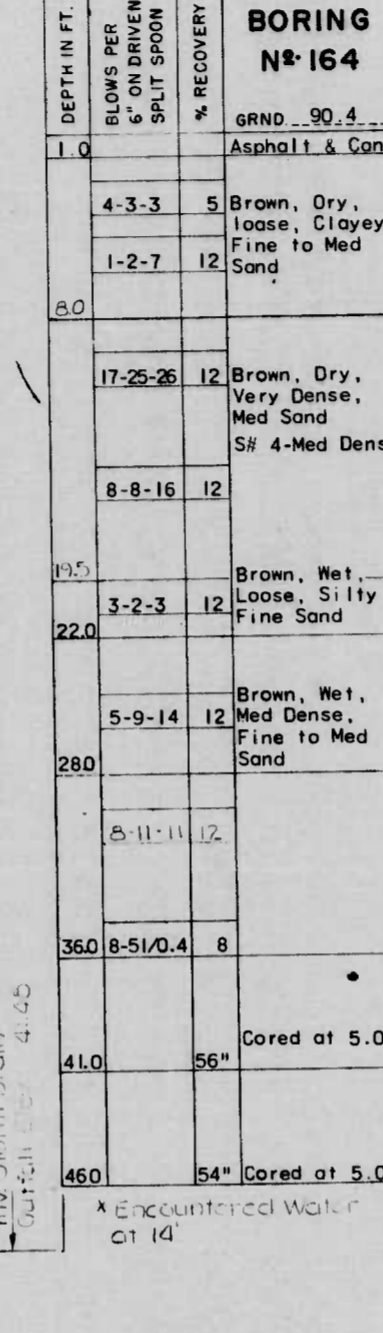 DEPTH IN FT.
BLOWS PER
6" ON DRIVEN
SPLIT SPOON
% RECOVERY
BORING
Nº 164
GRND 90.4
1.0
Asphalt & Con
4-3-3 5 Brown, Dry,
loose, Clayey
Fine to Med
1-2-7 12 Sand
8.0
17-25-26 12 Brown, Dry,
Very Dense,
Med Sand
S# 4-Med Dens
8-8-16 12
19.5
Brown, Wet,
3-2-3 12 Loose, Silty
Fine Sand
22.0
Brown, Wet,
5-9-14 12 Med Dense,
Fine to Med
Sand
28.0
8-11-11 12
36.0 8-51/0.4 8
Cored at 5.0
41.0 56"
46.0 54" Cored at 5.0
* Encountered Water
at 14'
Outfall 41.45